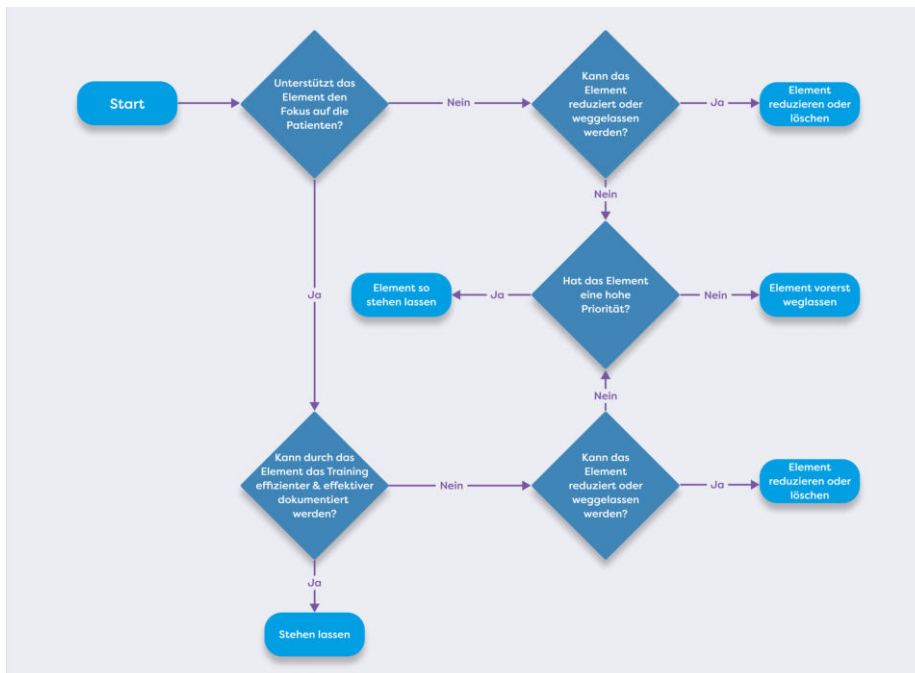 Start
Unterstützt das
Element den
Fokus auf die
Patienten?
Nein
Kann das
Element
reduziert oder
weggelassen
werden?
Ja
Element
reduzieren oder
löschen
Nein
Ja
Element so
stehen lassen
Ja
Hat das Element
eine hohe
Priorität?
Nein
Element vorerst
weglassen
Nein
Kann durch das
Element das Training
effizienter & effektiver
dokumentiert
werden?
Nein
Kann das
Element
reduziert oder
weggelassen
werden?
Ja
Element
reduzieren oder
löschen
Ja
Stehen lassen